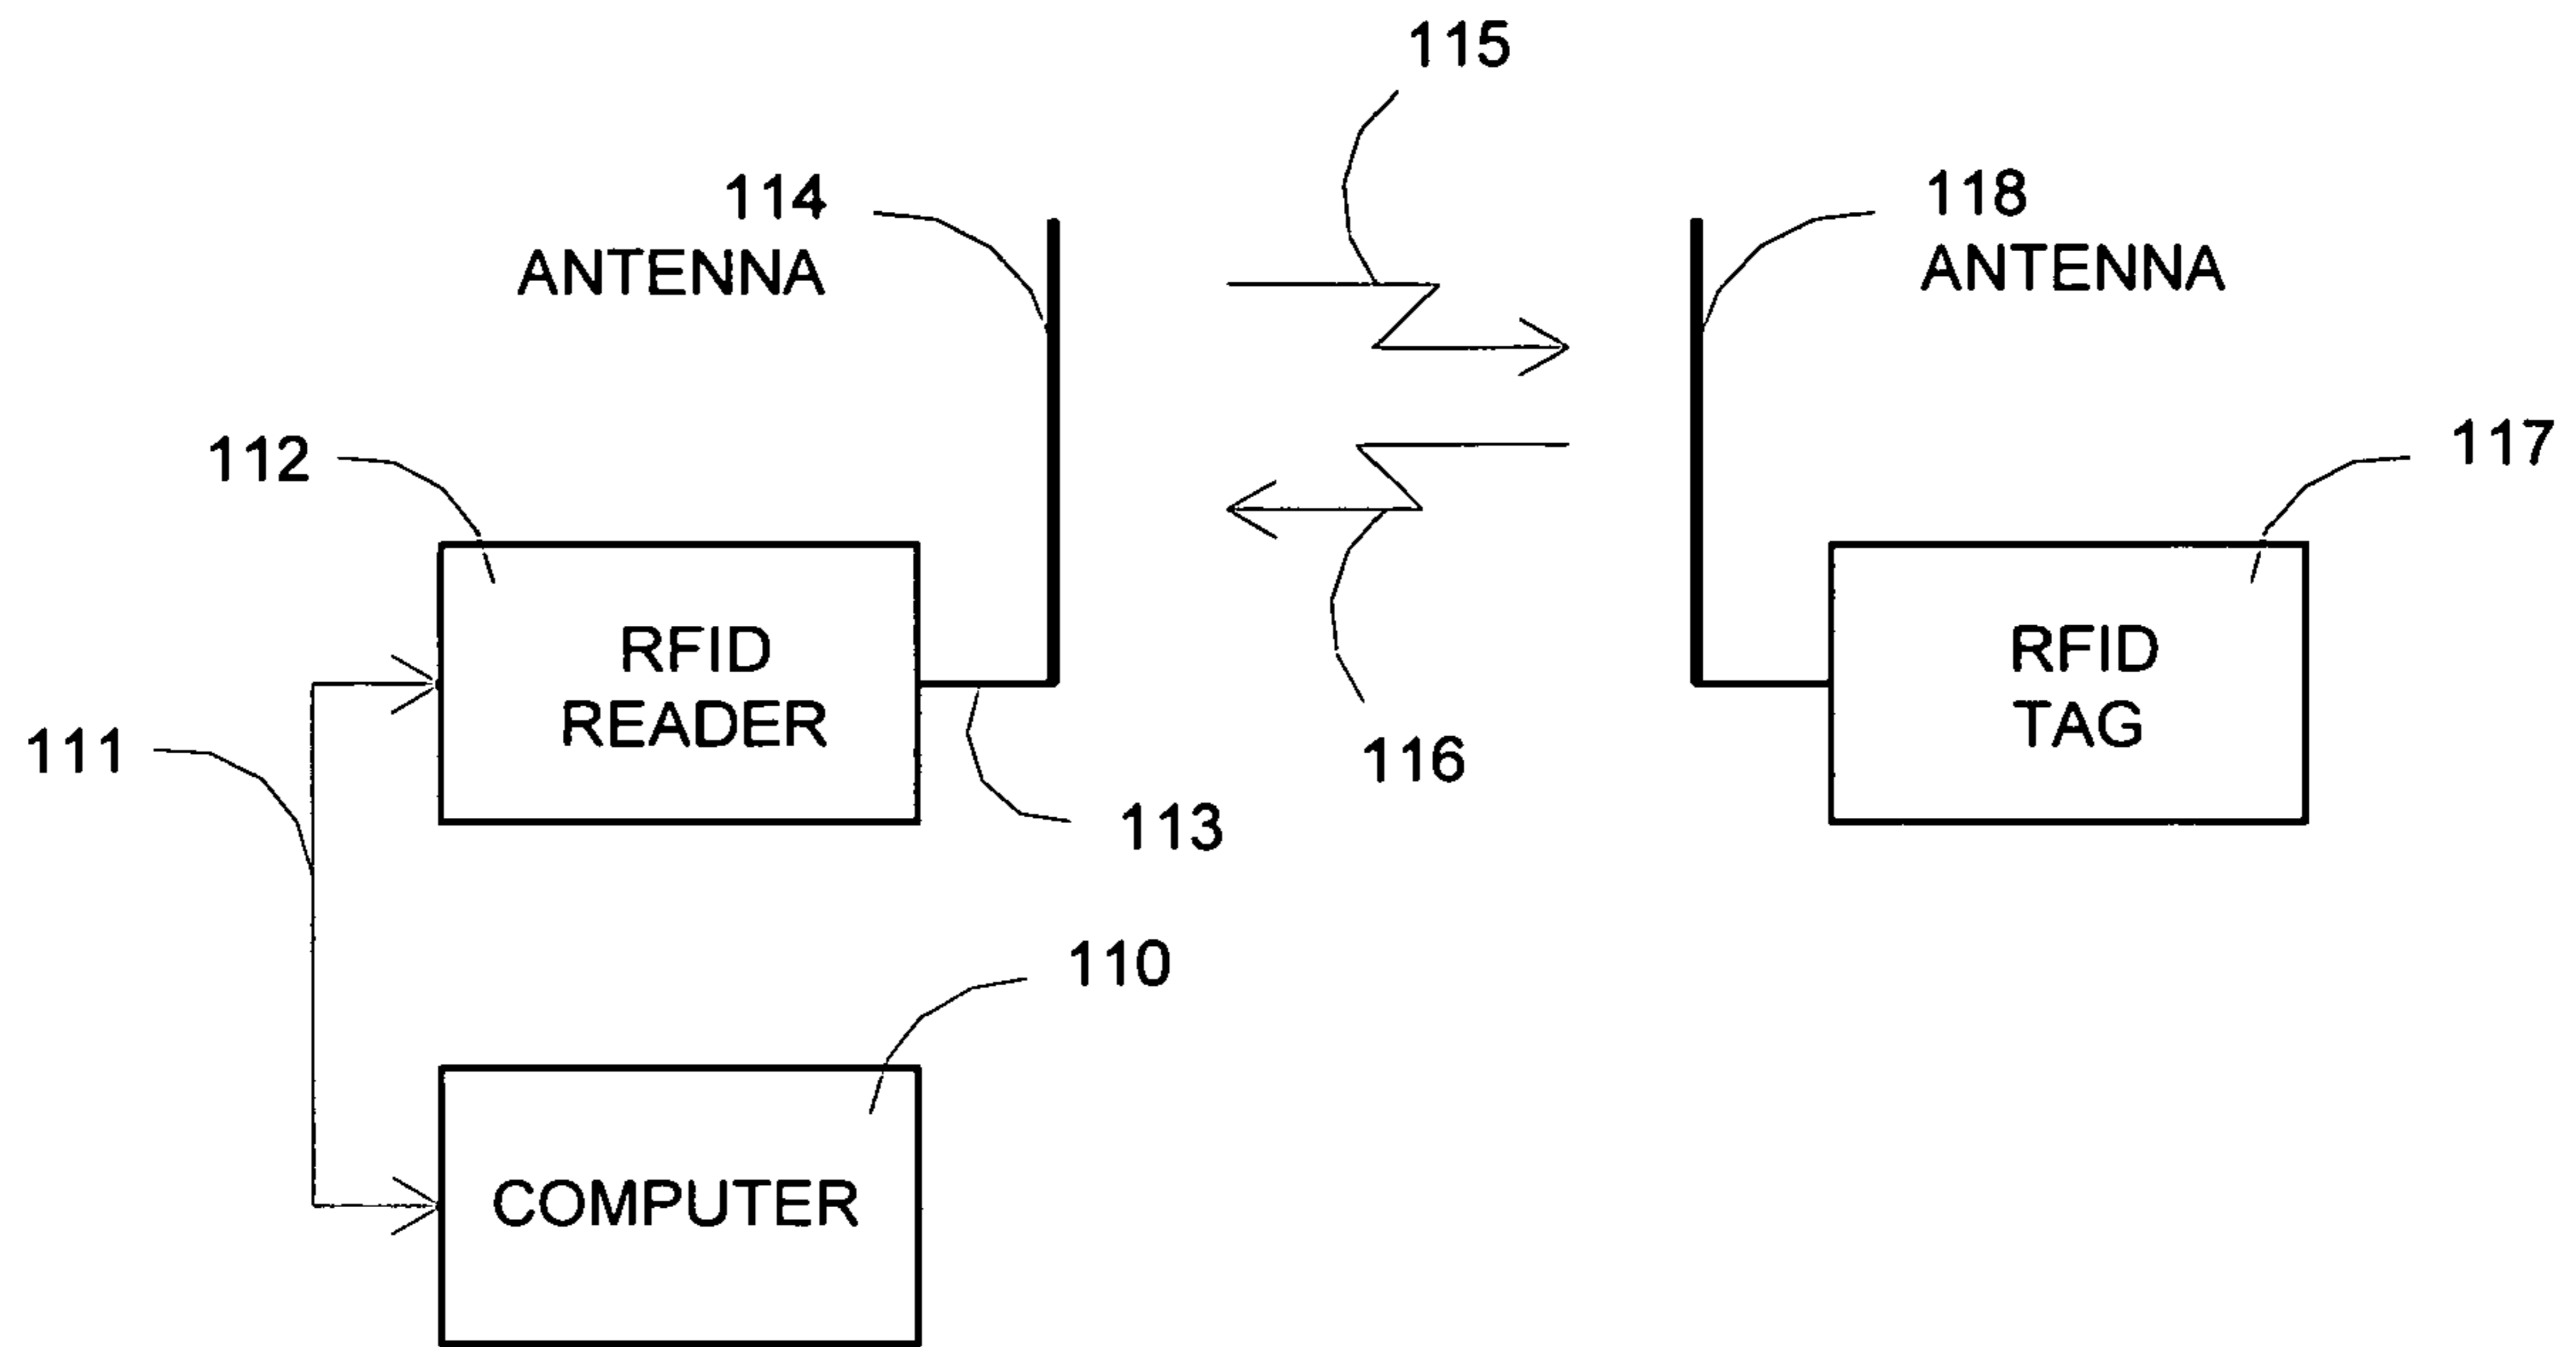 115
114
ANTENNA
118
ANTENNA
112
117
RFID
READER
RFID
TAG
111
116
113
110
COMPUTER